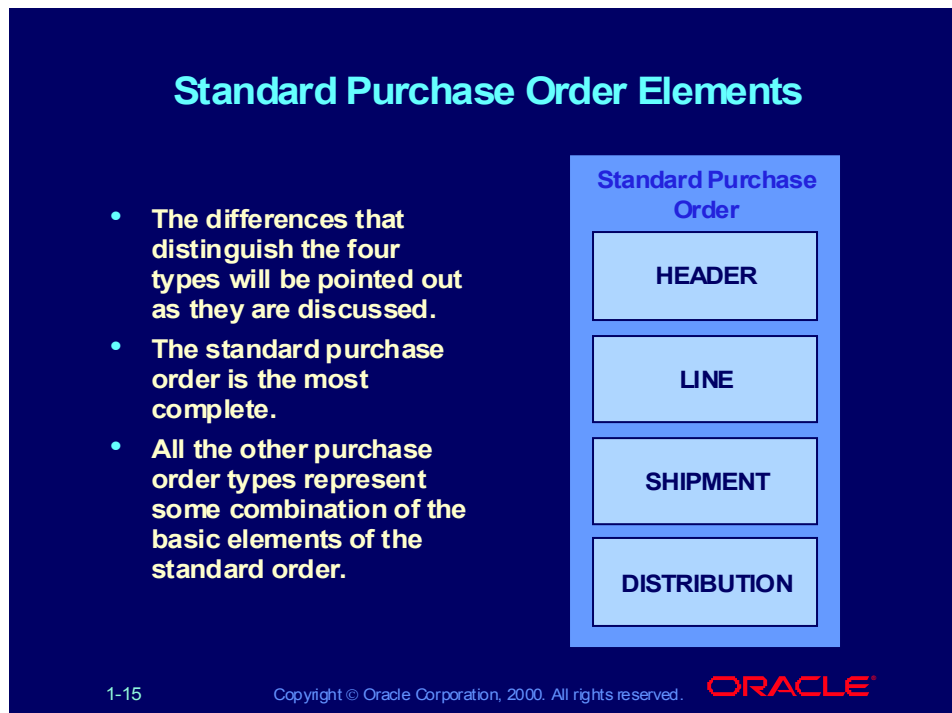 Standard Purchase Order Elements
• The differences that
distinguish the four
types will be pointed out
as they are discussed.
• The standard purchase
order is the most
complete.
• All the other purchase
order types represent
some combination of the
basic elements of the
standard order.
Standard Purchase
Order
HEADER
LINE
SHIPMENT
DISTRIBUTION
1-15
Copyright © Oracle Corporation, 2000. All rights reserved.
ORACLE®